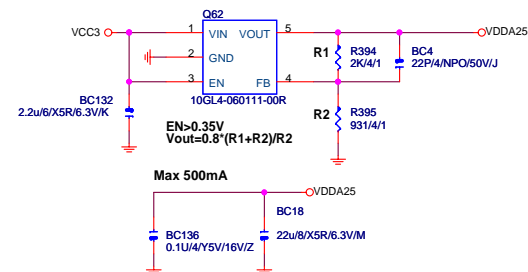 Q62
VCC3
1
VIN
VOUT
5
VDDA25
2
GND
R1
R394
2K/4/1
BC4
22P/4/NPO/50V/J
3
EN
FB
4
10GL4-060111-00R
BC132
2.2u/6/X5R/6.3V/K
R2
R395
931/4/1
EN>0.35V
Vout=0.8*(R1+R2)/R2
Max 500mA
VDDA25
BC136
0.1U/4/Y5V/16V/Z
BC18
22u/8/X5R/6.3V/M